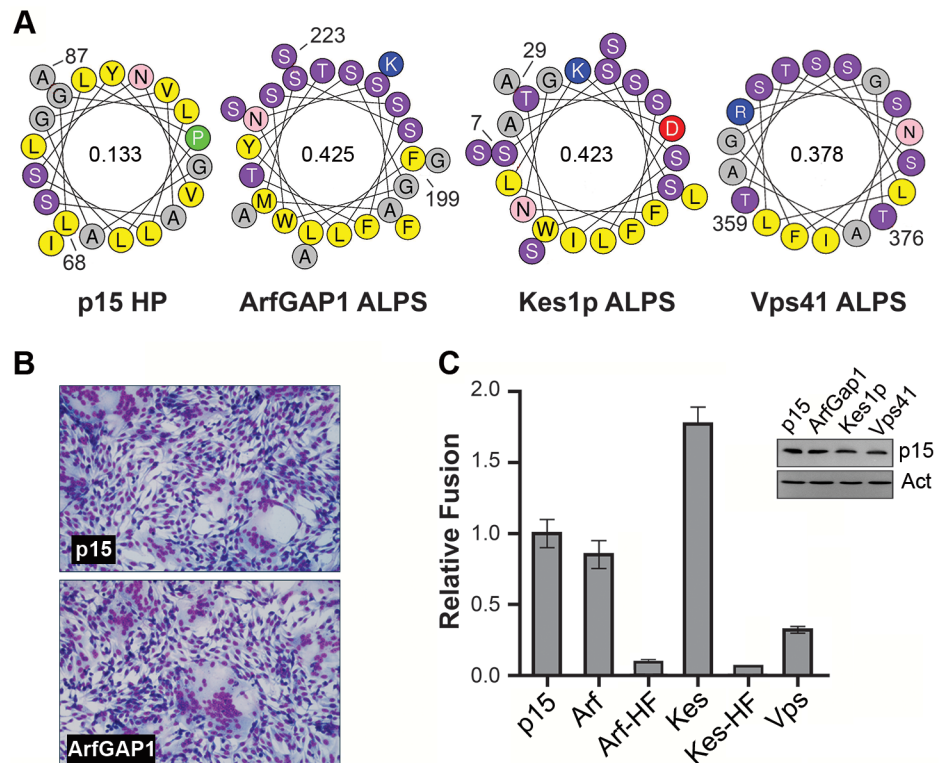 A
87
A G L Y N V L P G V A L L A L I S S L G
0.133
68
p15 HP
223
S S S T S S K S S F G G A F F L L A W M A T Y N S
0.425
199
ArfGAP1 ALPS
29
A T G K S S S S D S S L L F F L I W S N L S S A
7
0.423
Kes1p ALPS
S T S S G S N S L T A I F L T A G R
0.378
359
376
Vps41 ALPS
B
p15
ArfGAP1
C
Relative Fusion
2.0
1.5
1.0
0.5
0.0
p15
Arf
Arf-HF
Kes
Kes-HF
Vps
p15
ArfGap1
Kes1p
Vps41
p15
Act